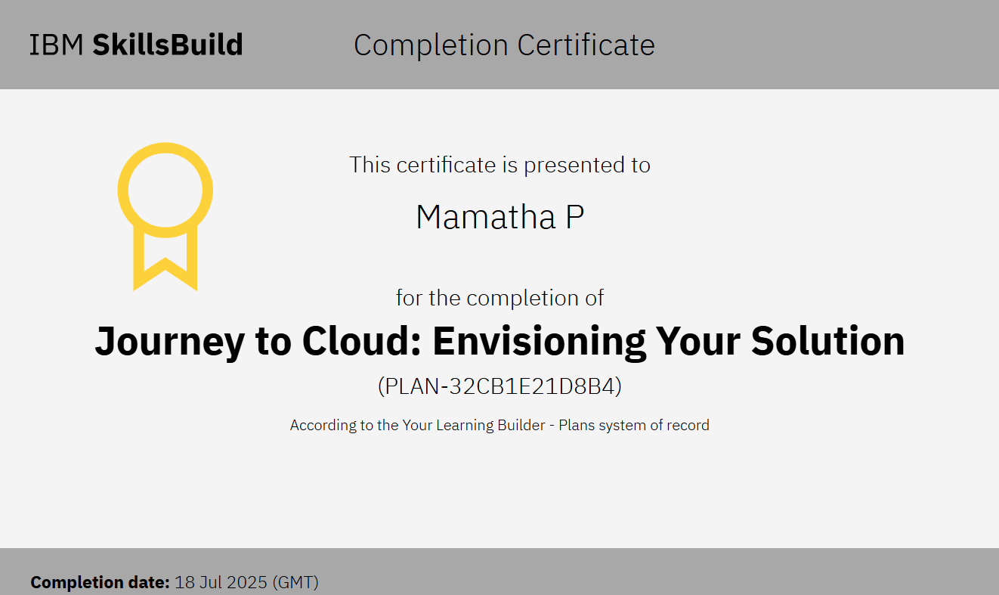 IBM SkillsBuild
Completion Certificate
This certificate is presented to
Mamatha P
for the completion of
Journey to Cloud: Envisioning Your Solution
(PLAN-32CB1E21D8B4)
According to the Your Learning Builder - Plans system of record
Completion date: 18 Jul 2025 (GMT)